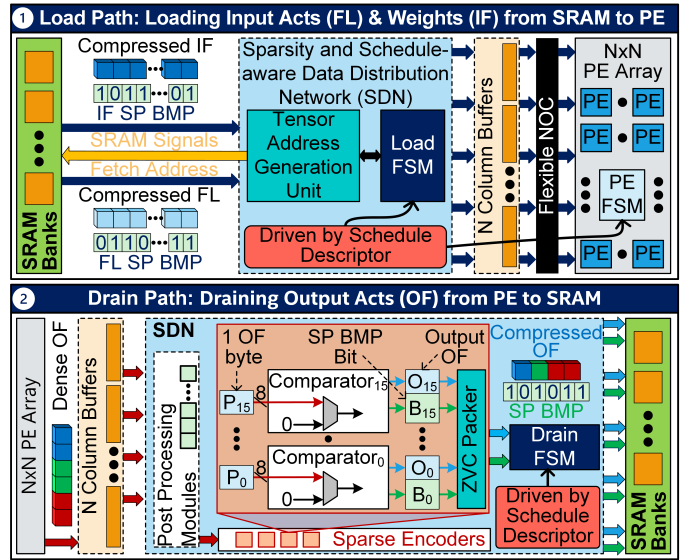 1 Load Path: Loading Input Acts (FL) & Weights (IF) from SRAM to PE
SRAM Banks
Compressed IF
1011 ··· 01
IF SP BMP
SRAM Signals
Fetch Address
Compressed FL
0110 ··· 11
FL SP BMP
Sparsity and Schedule-
aware Data Distribution
Network (SDN)
Tensor
Address
Generation
Unit
Load
FSM
Driven by Schedule
Descriptor
N Column Buffers
Flexible NOC
NxN
PE Array
PE PE
PE PE
PE
FSM
PE PE
2 Drain Path: Draining Output Acts (OF) from PE to SRAM
NxN PE Array
Dense OF
N Column Buffers
SDN
Post Processing
Modules
1 OF
byte
SP BMP
Bit
Output
OF
P15
8
Comparator15
0
O15
B15
P0
8
Comparator0
0
O0
B0
ZVC Packer
Sparse Encoders
Compressed
OF
101011
SP BMP
Drain
FSM
Driven by
Schedule
Descriptor
SRAM
Banks